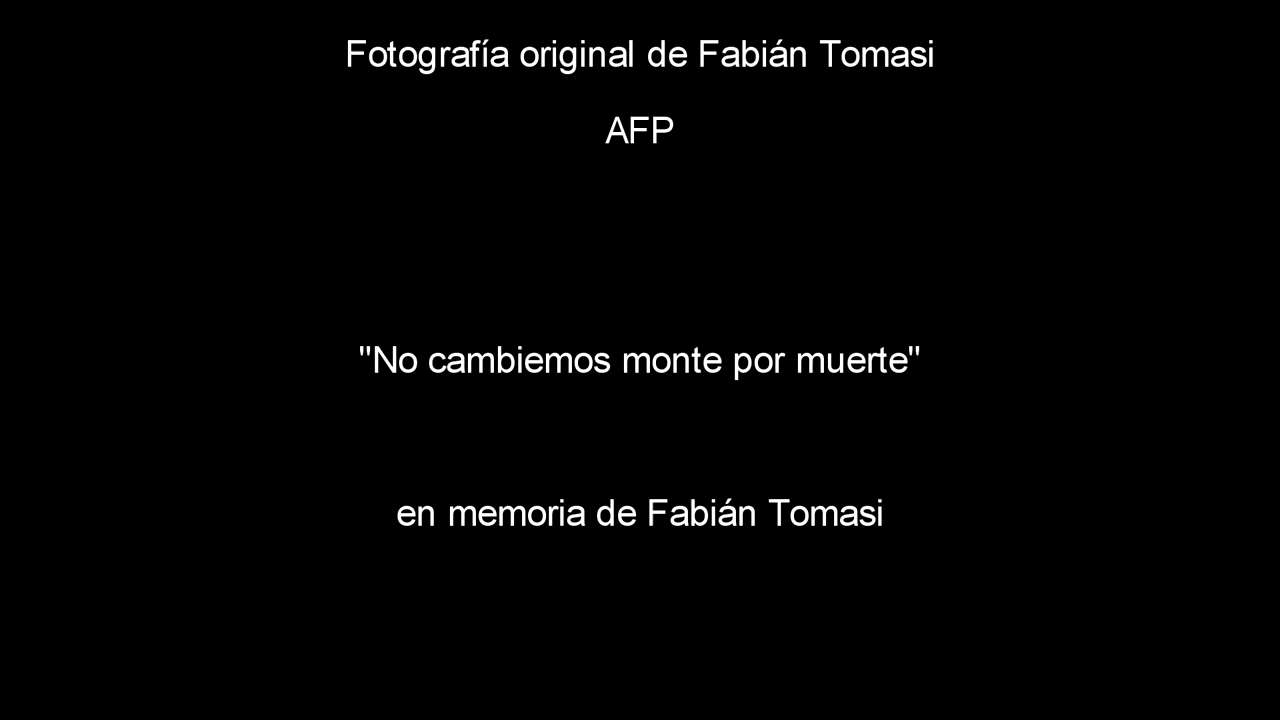 Fotografía original de Fabián Tomasi
AFP
"No cambiemos monte por muerte"
en memoria de Fabián Tomasi